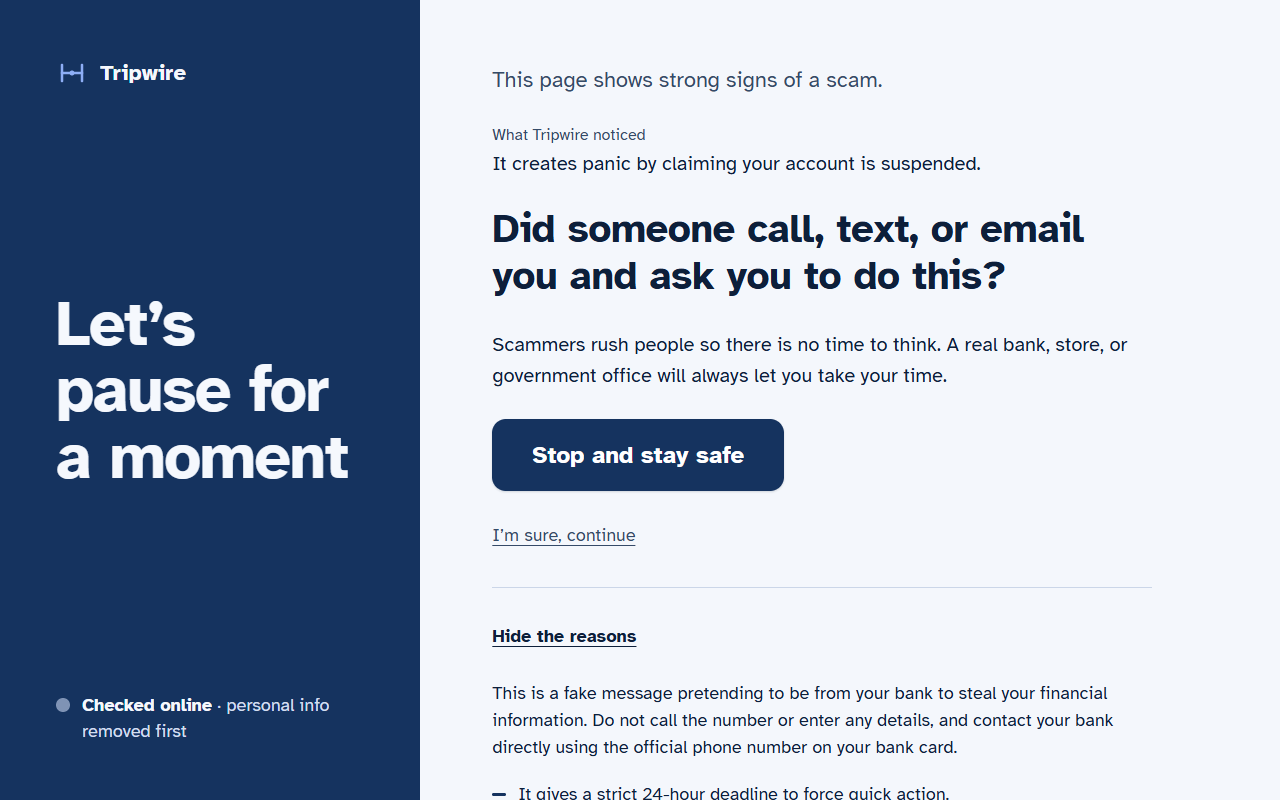 Tripwire
Let’s
pause for
a moment
Checked online · personal info
removed first
This page shows strong signs of a scam.
What Tripwire noticed
It creates panic by claiming your account is suspended.
Did someone call, text, or email
you and ask you to do this?
Scammers rush people so there is no time to think. A real bank, store, or
government office will always let you take your time.
Stop and stay safe
I’m sure, continue
Hide the reasons
This is a fake message pretending to be from your bank to steal your financial
information. Do not call the number or enter any details, and contact your bank
directly using the official phone number on your bank card.
It gives a strict 24-hour deadline to force quick action.